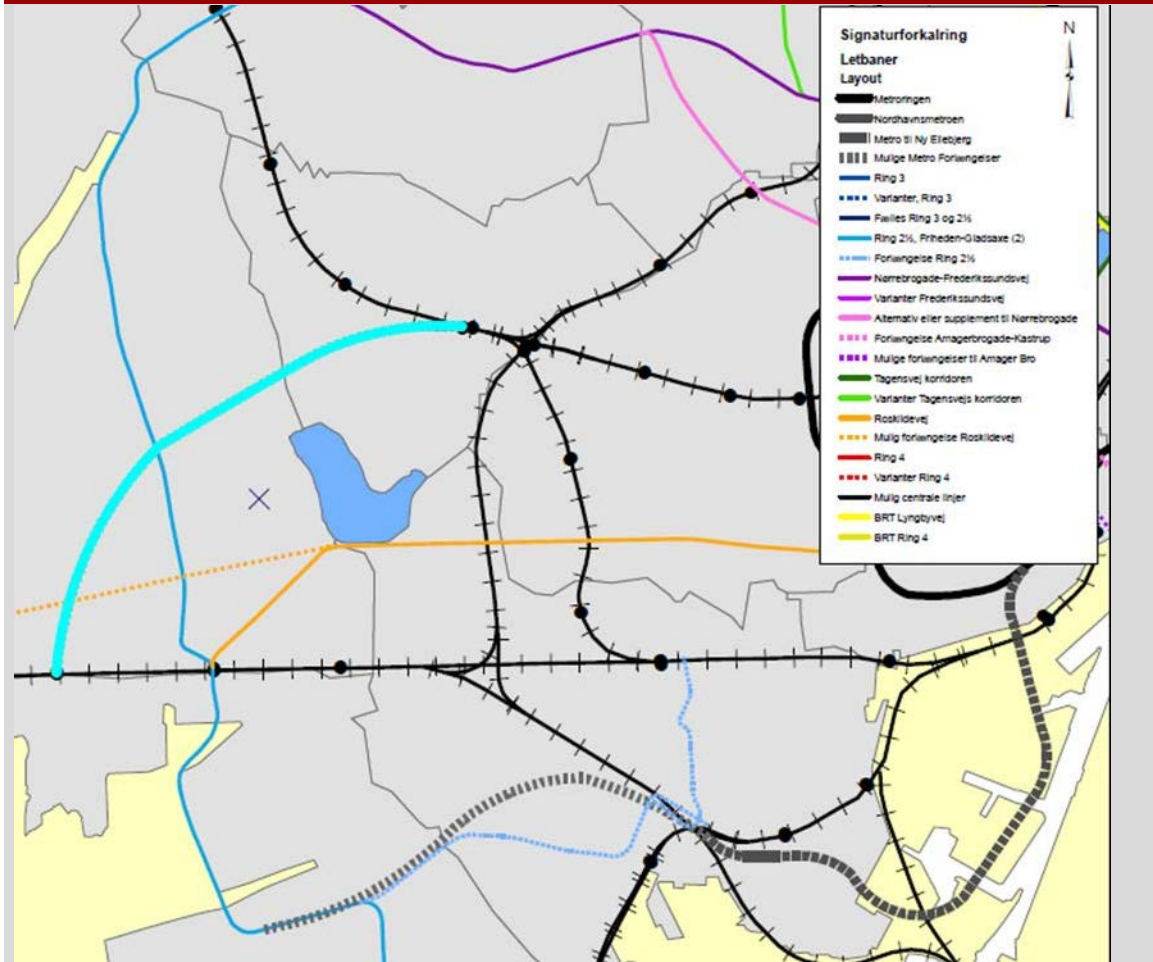 Signaturforkalring
N
Letbaner
Layout
Metroringen
Nordhavnsmetroen
Metro til Ny Ellebjerg
Mulige Metro Forlængelser
Ring 3
Varianter, Ring 3
Fælles Ring 3 og 2½
Ring 2½, Friheden-Gladsaxe (2)
Forlængelse Ring 2½
Nørrebrogade-Frederikssundsvej
Varianter Frederikssundsvej
Alternativ eller supplement til Nørrebrogade
Forlængelse Amagerbrogade-Kastrup
Mulige forlængelser til Amager Bro
Tagensvej korridoren
Varianter Tagensvejs korridoren
Roskildevej
Mulig forlængelse Roskildevej
Ring 4
Varianter Ring 4
Mulig centrale linjer
BRT Lyngbyvej
BRT Ring 4